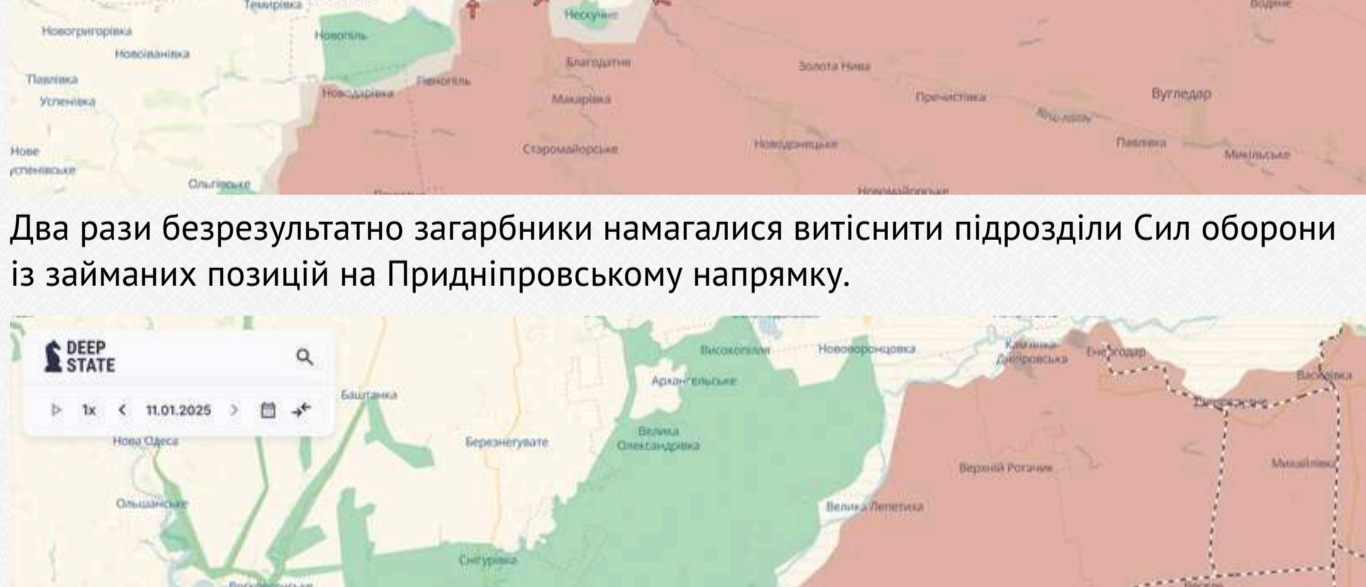 Темирівка
Водяне
Нескучне
Новогригорівка
Новопіль
Новоіванівка
Благодатне
Золота Нива
Павлівка
Рівнопіль
Новодарівка
Успенівка
Макарівка
Пречистівка
Вугледар
Старомайорське
Новодонецьке
Павлівка
Микільське
Нове
Ольгівське
Новомайорське
Два рази безрезультатно загарбники намагалися витіснити підрозділи Сил оборони
із займаних позицій на Придніпровському напрямку.
DEEP
STATE
1x
11.01.2025
Високопілля
Нововоронцовка
Кам'янка-
Дніпровська
Енергодар
Василівка
Архангельське
Баштанка
Нова Одеса
Березнегувате
Велика
Олександрівка
Верхній Рогачик
Михайлівка
Ольшанське
Велика Лепетиха
Снігурівка
Воскресенське